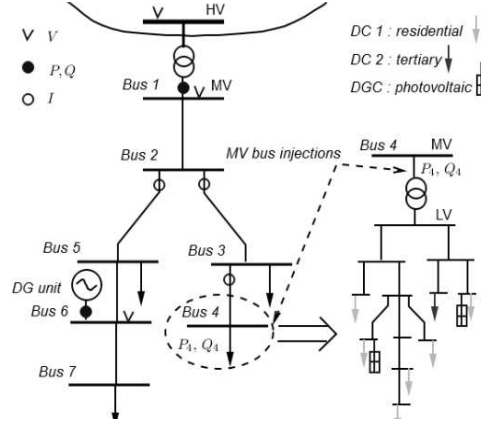 V
HV
DC 1 : residential
P, Q
DC 2 : tertiary
Bus 1
V
MV
I
DGC: photovoltaic
V
Bus 4
MV
Bus 2
MV bus injections
P4, Q4
LV
Bus 5
Bus 3
DG unit
Bus 6
V
Bus 4
P4, Q4
Bus 7